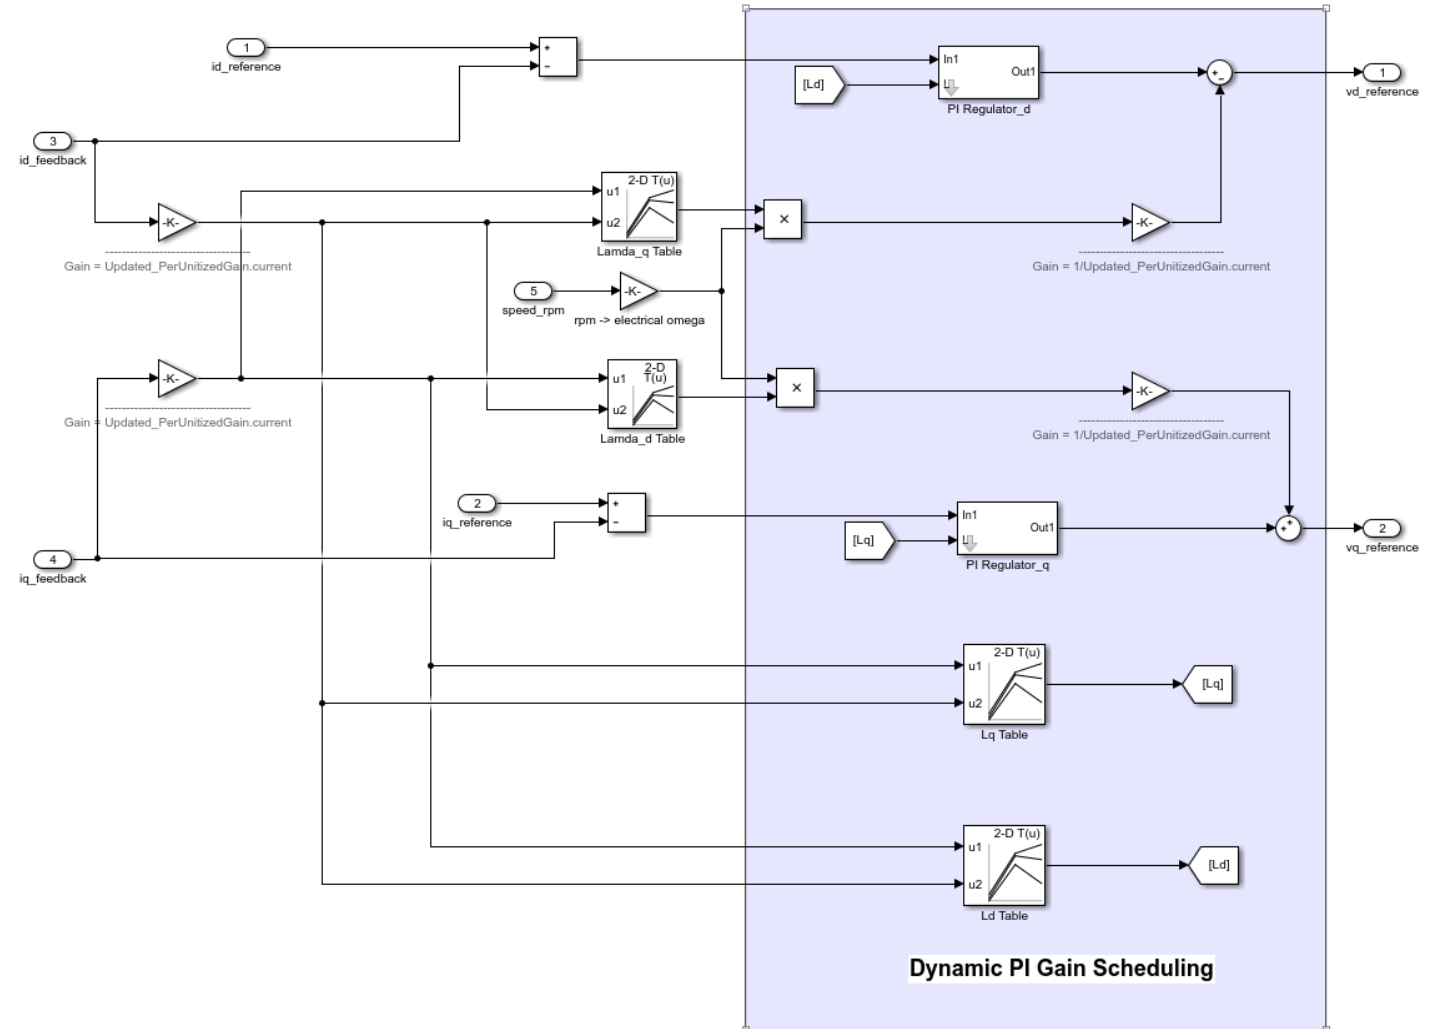 1
id_reference
+
−
[Ld]
In1
L
Out1
PI Regulator_d
+
−
1
vd_reference
3
id_feedback
-K-
Gain = Updated_PerUnitizedGain.current
2-D T(u)
u1
u2
Lamda_q Table
×
-K-
Gain = 1/Updated_PerUnitizedGain.current
5
speed_rpm
-K-
rpm -> electrical omega
-K-
Gain = Updated_PerUnitizedGain.current
2-D
T(u)
u1
u2
Lamda_d Table
×
-K-
Gain = 1/Updated_PerUnitizedGain.current
2
iq_reference
+
−
[Lq]
In1
L
Out1
PI Regulator_q
+
+
2
vq_reference
4
iq_feedback
2-D T(u)
u1
u2
Lq Table
[Lq]
2-D T(u)
u1
u2
Ld Table
[Ld]
Dynamic PI Gain Scheduling